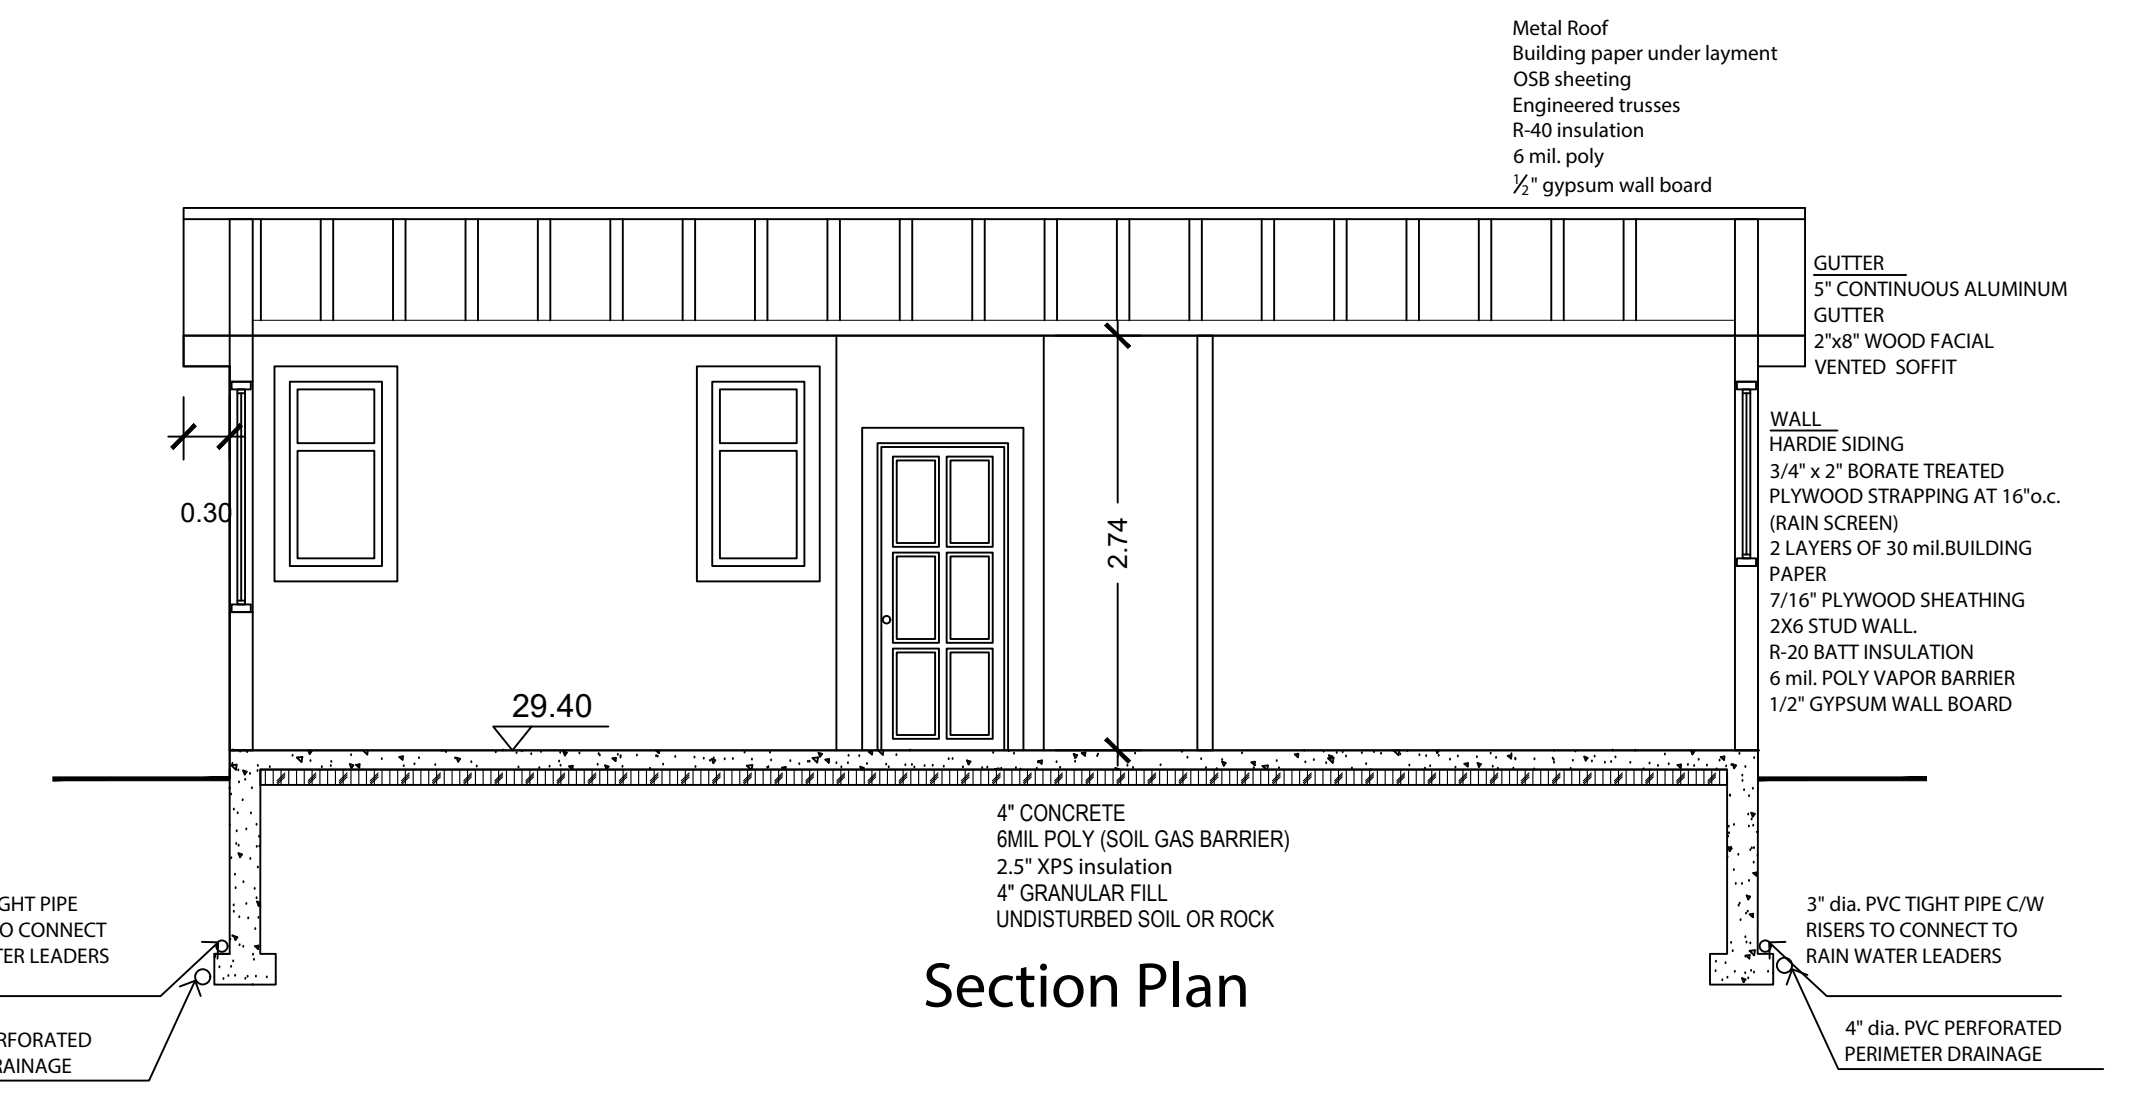 Metal Roof
Building paper under layment
OSB sheeting
Engineered trusses
R-40 insulation
6 mil. poly
½" gypsum wall board
GUTTER
5" CONTINUOUS ALUMINUM
GUTTER
2"x8" WOOD FACIAL
VENTED SOFFIT
WALL
HARDIE SIDING
3/4" x 2" BORATE TREATED
PLYWOOD STRAPPING AT 16"o.c.
(RAIN SCREEN)
2 LAYERS OF 30 mil.BUILDING
PAPER
7/16" PLYWOOD SHEATHING
2X6 STUD WALL.
R-20 BATT INSULATION
6 mil. POLY VAPOR BARRIER
1/2" GYPSUM WALL BOARD
0.30
2.74
29.40
4" CONCRETE
6MIL POLY (SOIL GAS BARRIER)
2.5" XPS insulation
4" GRANULAR FILL
UNDISTURBED SOIL OR ROCK
Section Plan
GHT PIPE
O CONNECT
TER LEADERS
RFORATED
RAINAGE
3" dia. PVC TIGHT PIPE C/W
RISERS TO CONNECT TO
RAIN WATER LEADERS
4" dia. PVC PERFORATED
PERIMETER DRAINAGE